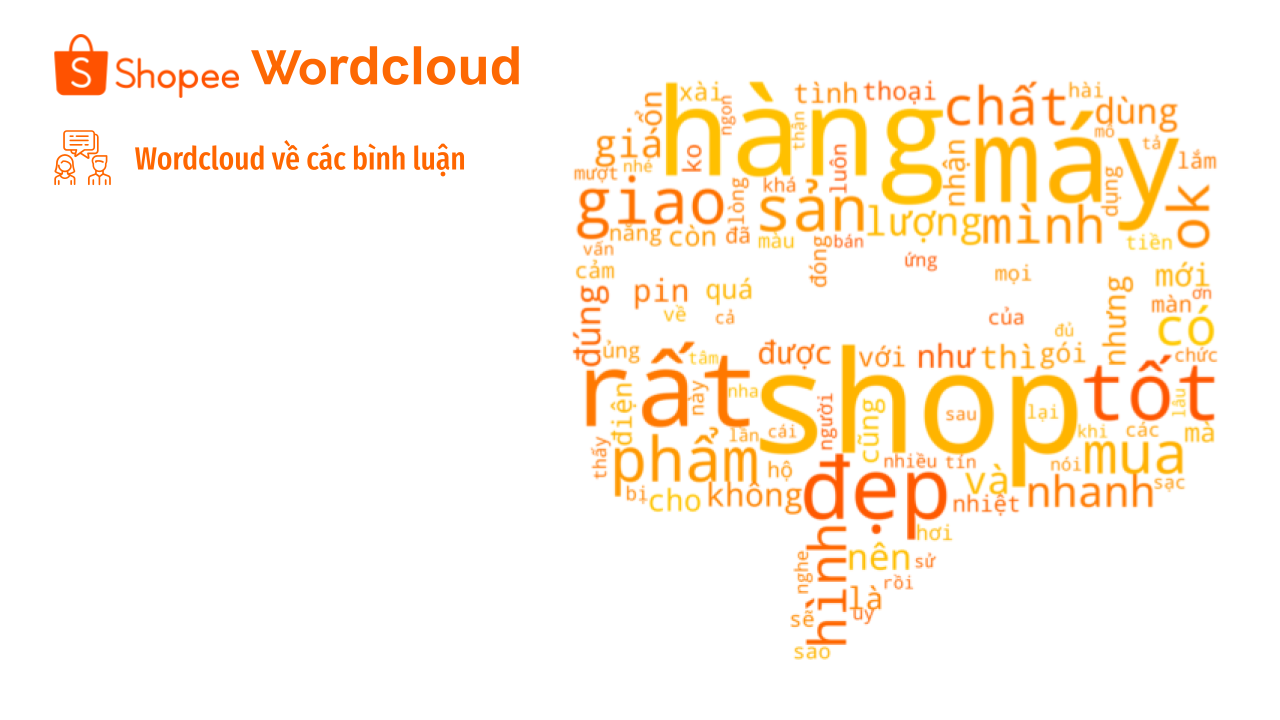 Shopee Wordcloud
Wordcloud về các bình luận
xài
tình
thoại
chất
hài
dùng
ổn
ngon
hàng
thận
máy
mô
tả
giá
ko
luôn
nhận
lắm
mượt
nhé
giao
lòng
khá
sản
lượng
mình
dụng
ok
năng
còn
đã
màu
bán
tiền
vấn
cảm
đóng
ứng
mọi
mới
đúng
pin
quá
màn
ơn
về
cả
của
nhưng
có
đủ
ủng
rất
tâm
được
shop
với
như
thì
gói
chức
tốt
điện
này
nha
người
cũng
sau
lại
lâu
thấy
phẩm
lần
cái
khi
các
mà
hộ
đẹp
nhiều
tín
nói
mua
bị
cho
không
và
nhiệt
nhanh
sạc
hình
hơi
nghe
nên
sử
rồi
là
sẽ
uy
sao